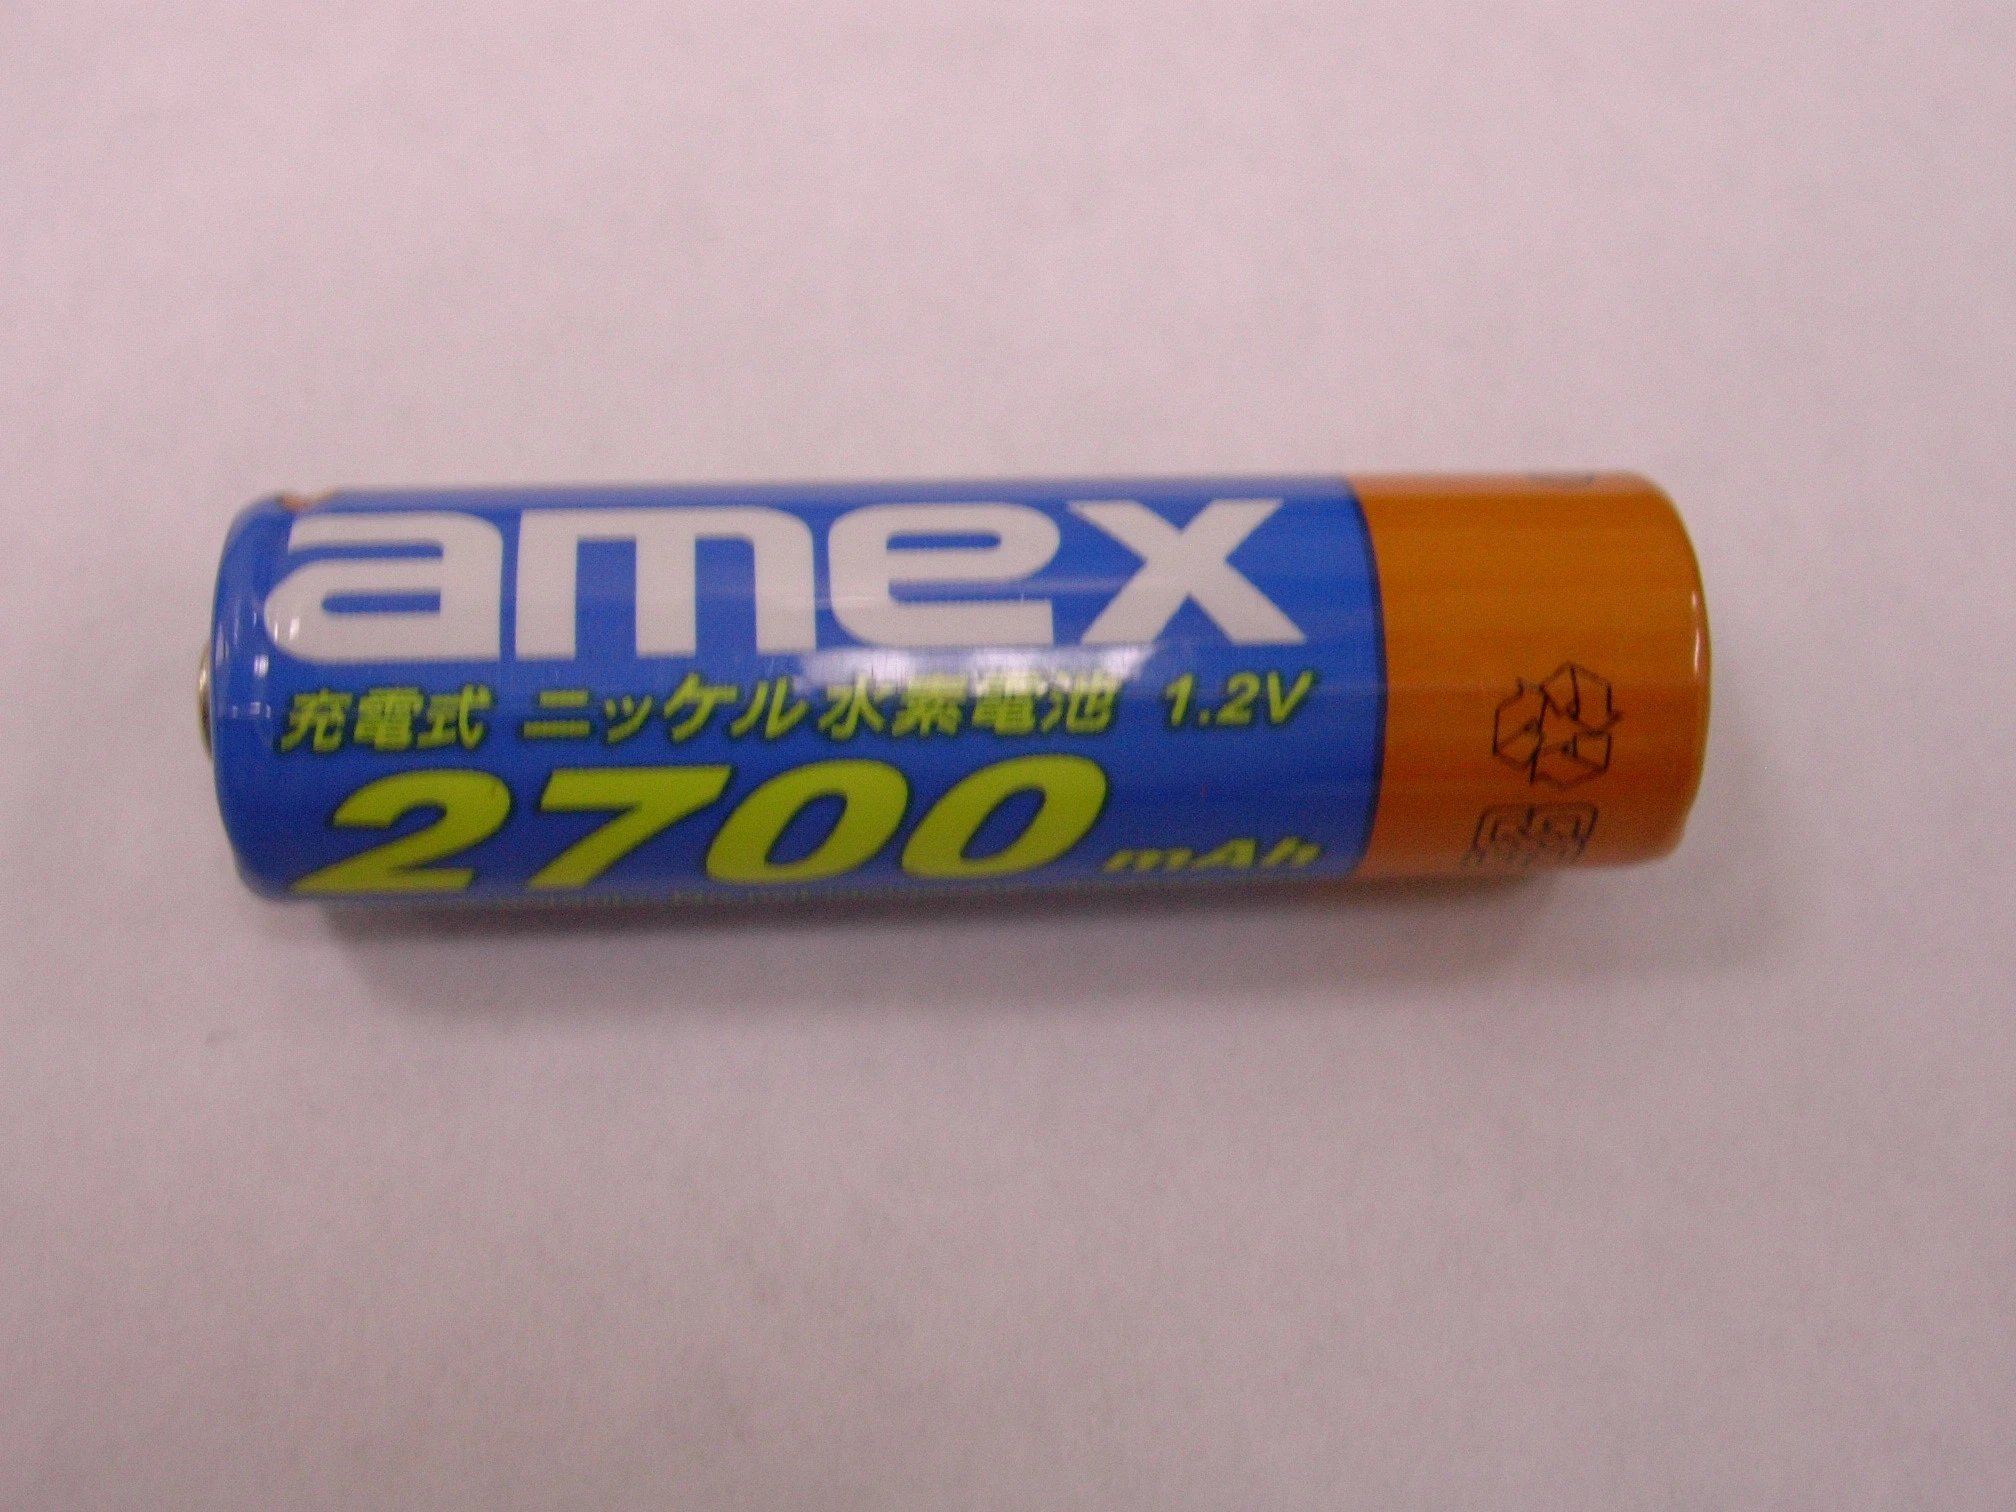 amex
充電式 ニッケル水素電池 1.2V
2700 mAh